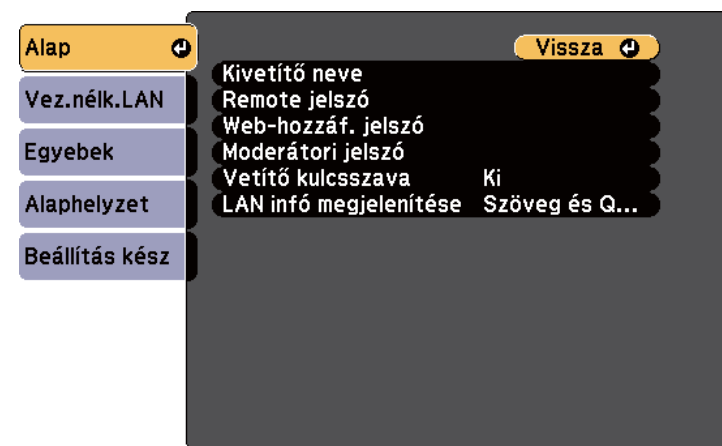 Alap
Vez.nélk.LAN
Egyebek
Alaphelyzet
Beállítás kész
Vissza
Kivetítő neve
Remote jelszó
Web-hozzáf. jelszó
Moderátori jelszó
Vetítő kulcsszava Ki
LAN infó megjelenítése Szöveg és Q...